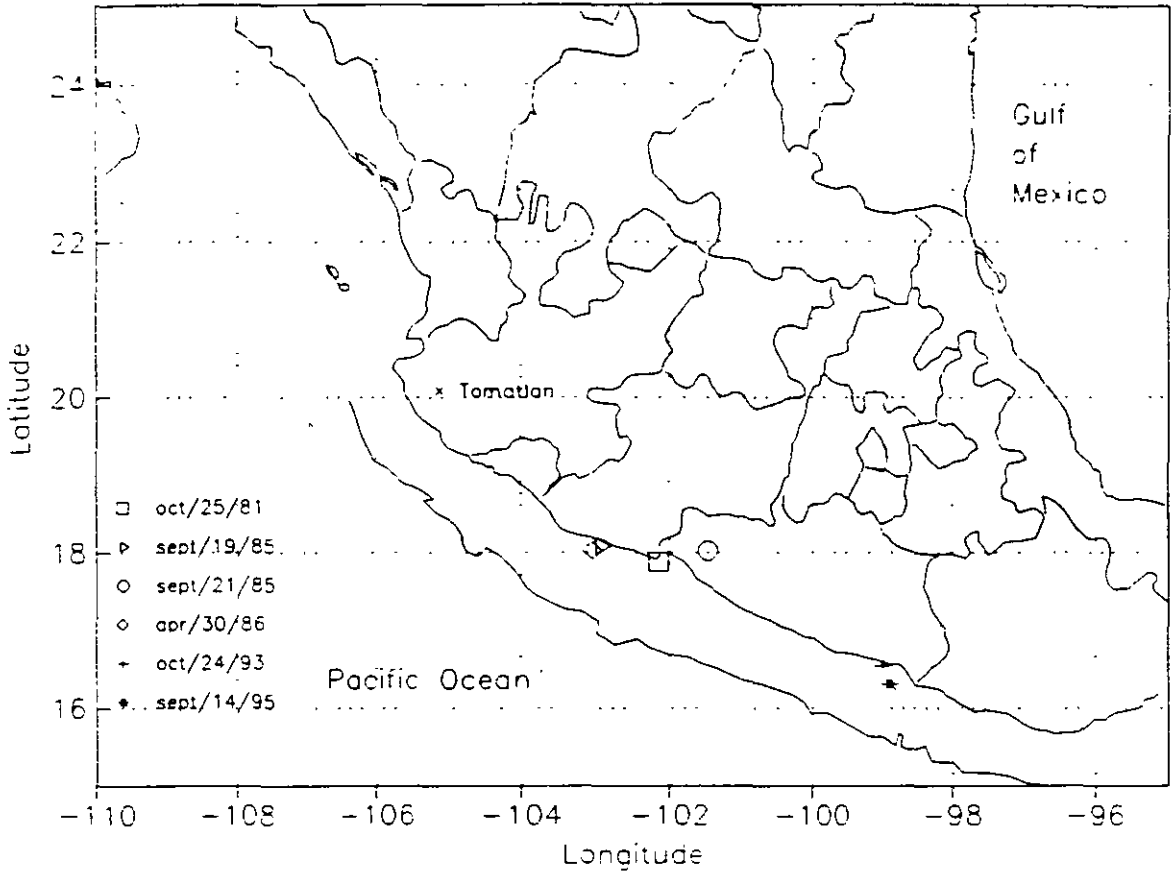 24
22
20
18
16
Latitude
Gulf
of
Mexico
× Tomatlan
oct/25/81
sept/19/85
sept/21/85
apr/30/86
oct/24/93
sept/14/95
Pacific Ocean
-110 -108 -106 -104 -102 -100 -98 -96
Longitude